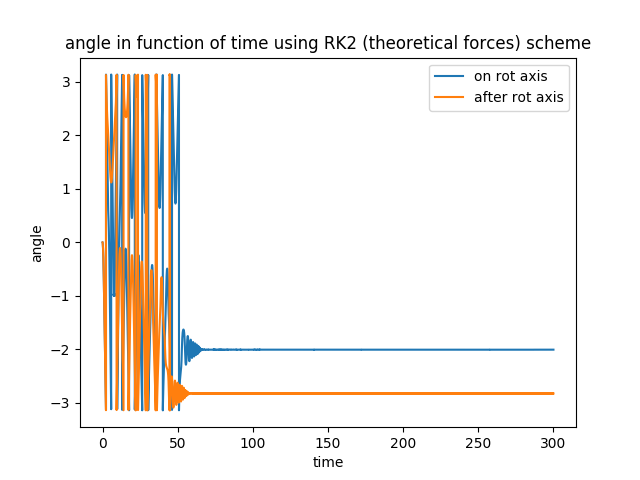 angle in function of time using RK2 (theoretical forces) scheme
on rot axis
after rot axis
3
2
1
0
−1
−2
−3
angle
0
50
100
150
200
250
300
time